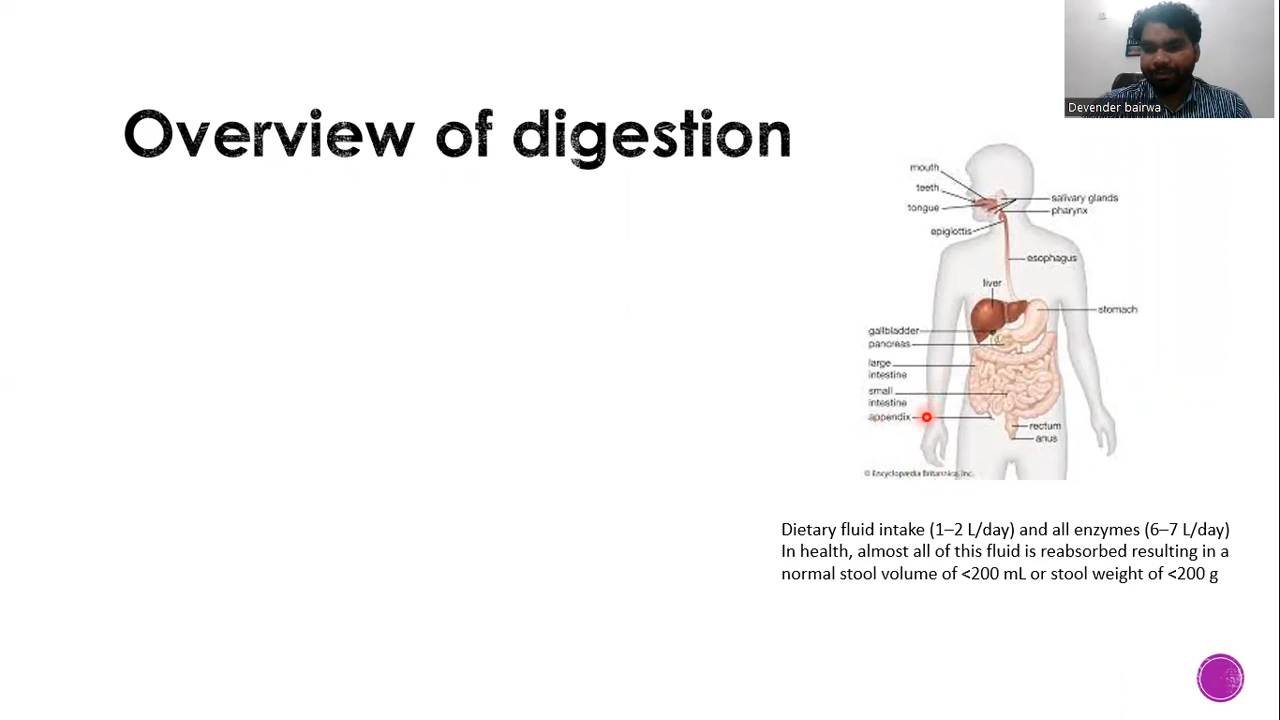 Devender bairwa
Overview of digestion
mouth
teeth
tongue
salivary glands
pharynx
epiglottis
esophagus
liver
stomach
gallbladder
pancreas
large
intestine
small
intestine
appendix
rectum
anus
© Encyclopædia Britannica, Inc.
Dietary fluid intake (1–2 L/day) and all enzymes (6–7 L/day)
In health, almost all of this fluid is reabsorbed resulting in a
normal stool volume of <200 mL or stool weight of <200 g